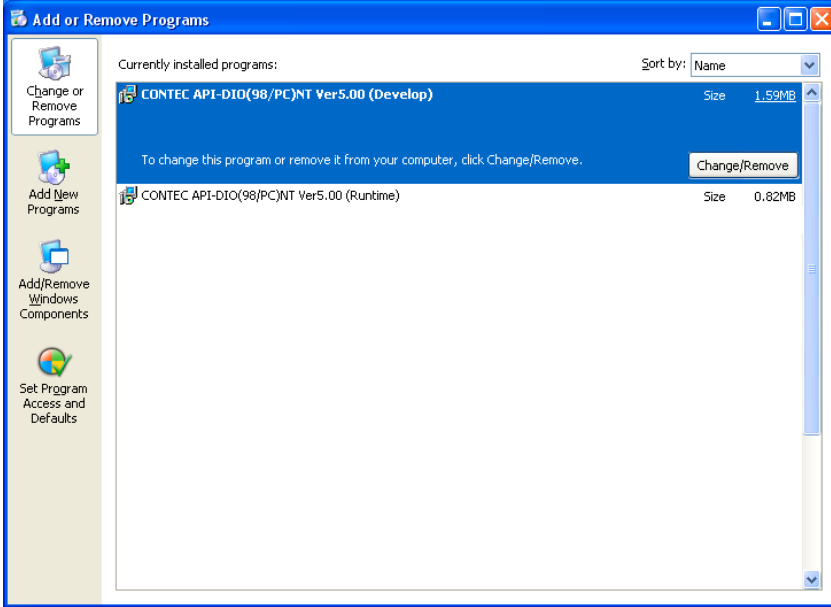 Add or Remove Programs
Change or
Remove
Programs
Currently installed programs:
Sort by: Name
CONTEC API-DIO(98/PC)NT Ver5.00 (Develop) Size 1.59MB
To change this program or remove it from your computer, click Change/Remove. Change/Remove
CONTEC API-DIO(98/PC)NT Ver5.00 (Runtime) Size 0.82MB
Add New
Programs
Add/Remove
Windows
Components
Set Program
Access and
Defaults